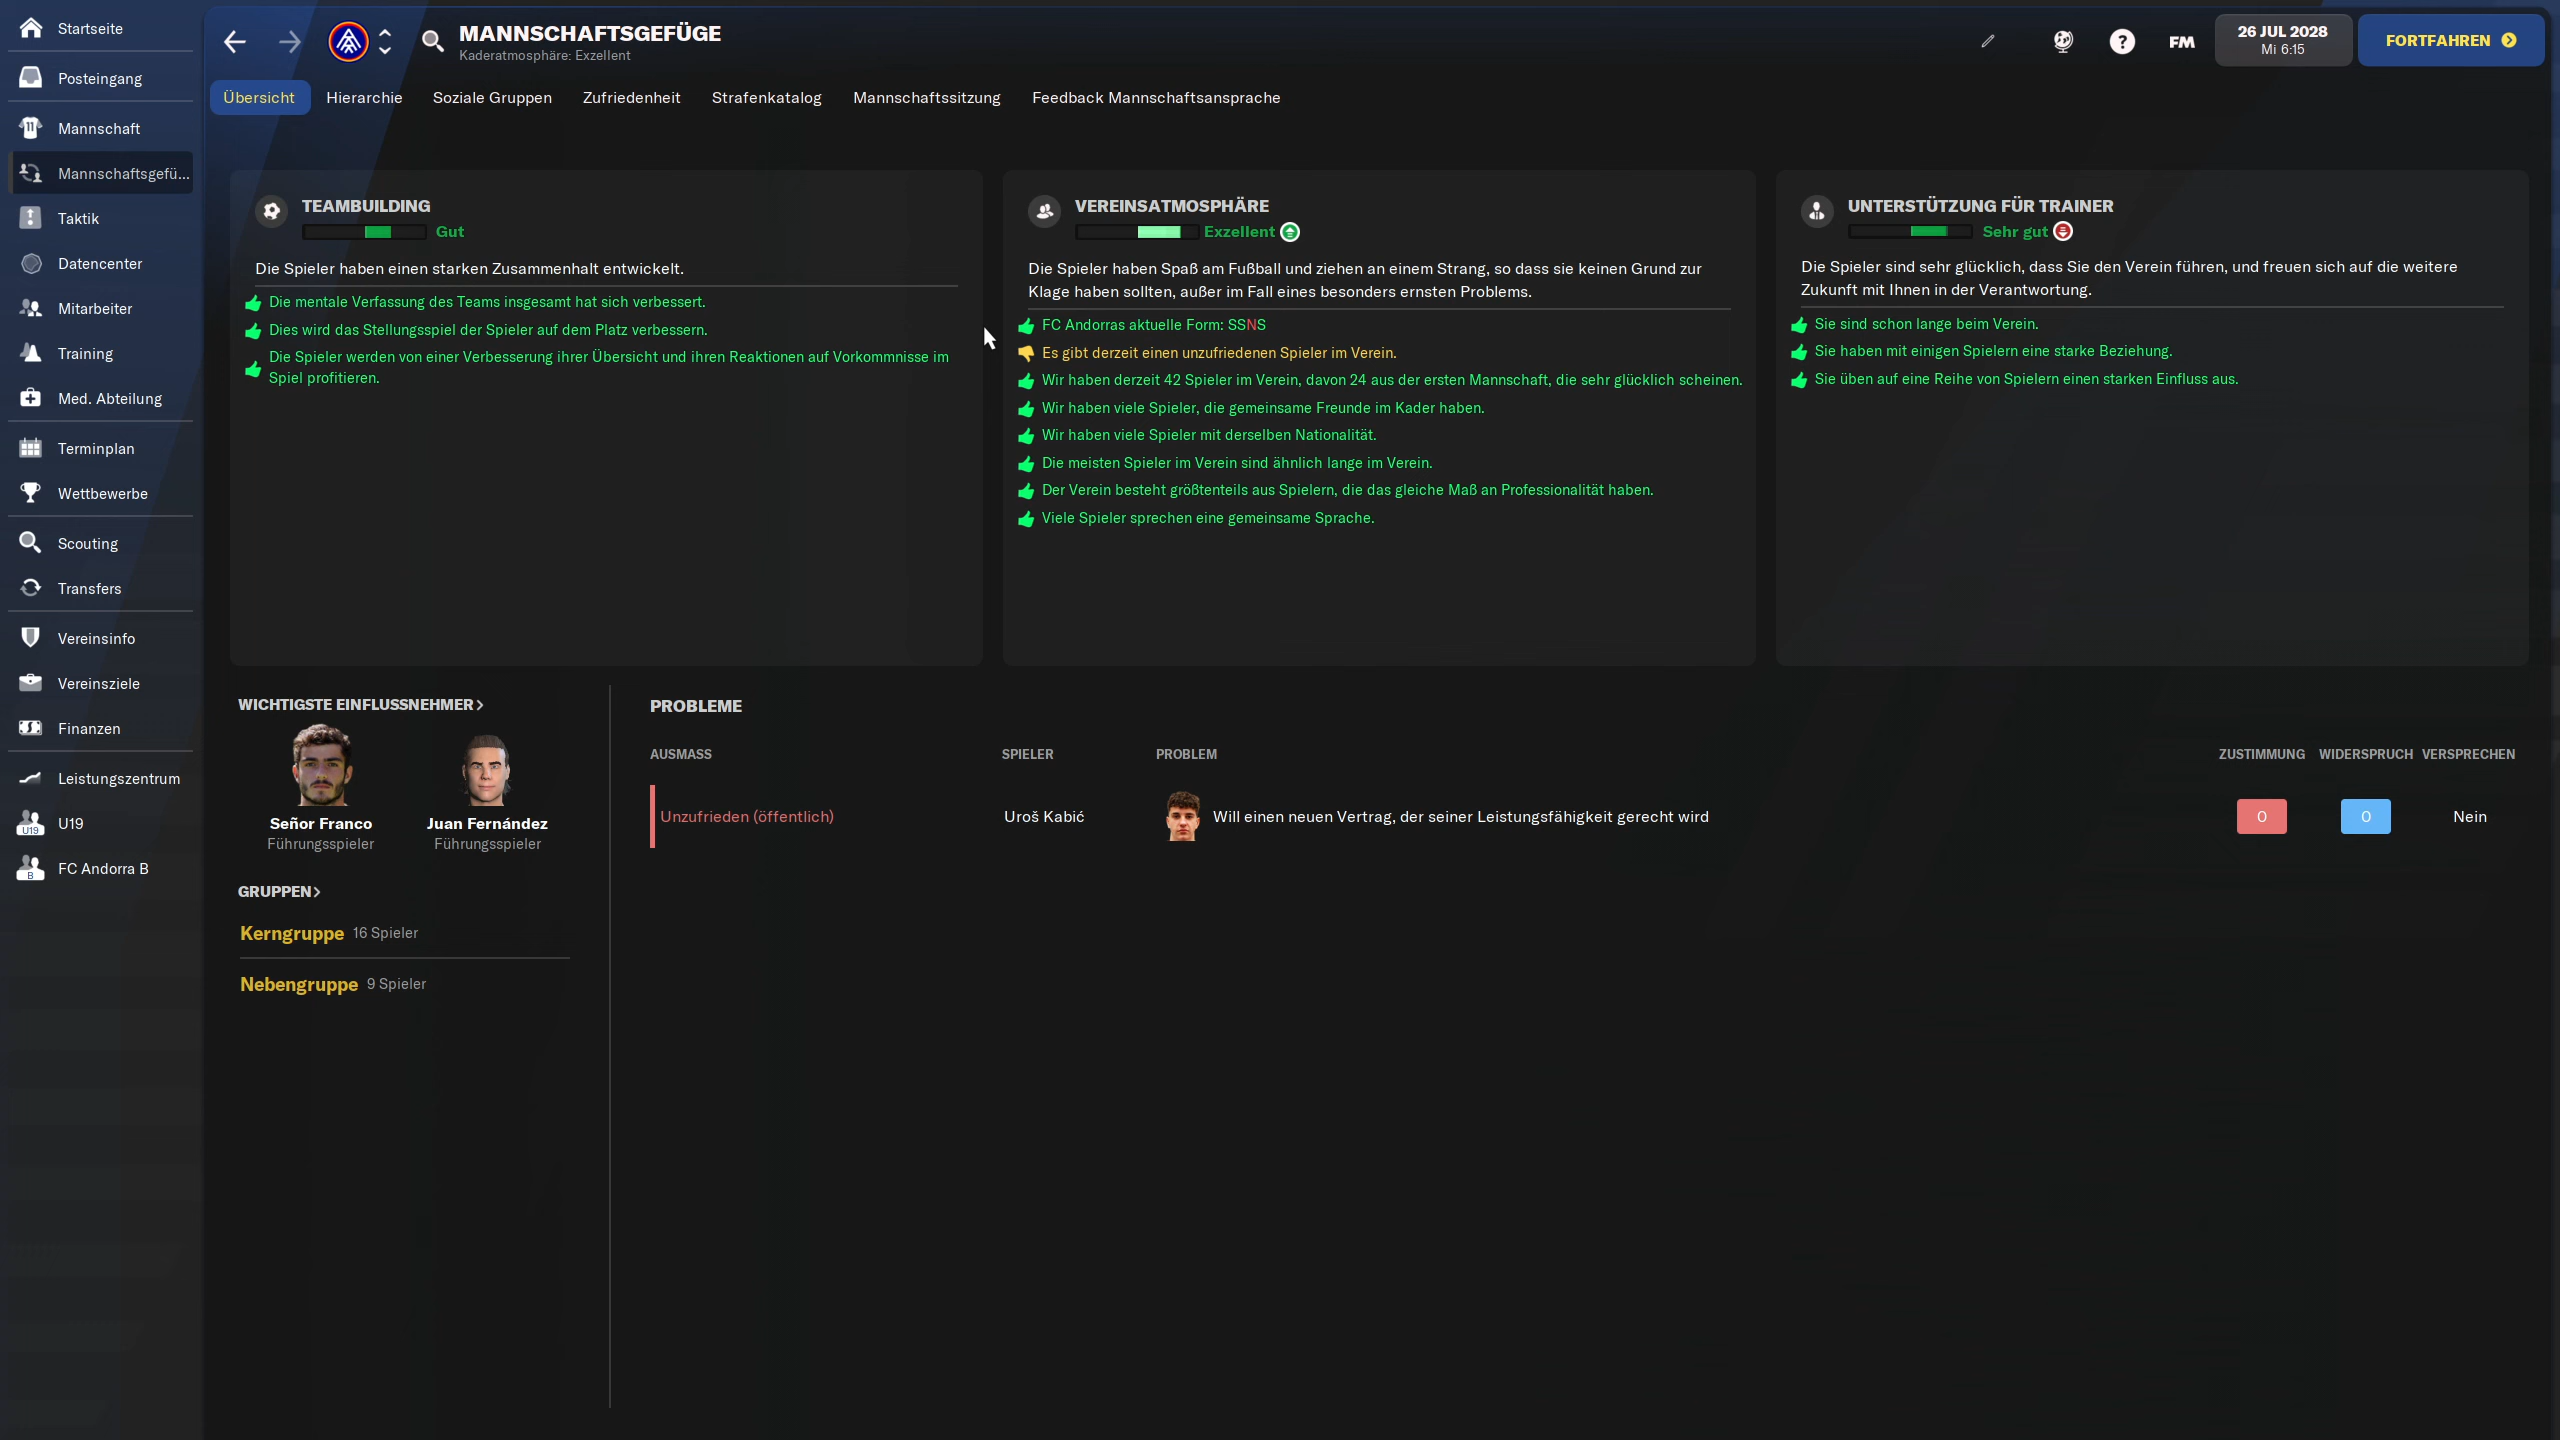 Startseite
Posteingang
Mannschaft
Mannschaftsgefü...
Taktik
Datencenter
Mitarbeiter
Training
Med. Abteilung
Terminplan
Wettbewerbe
Scouting
Transfers
Vereinsinfo
Vereinsziele
Finanzen
Leistungszentrum
U19
U19
B
FC Andorra B
MANNSCHAFTSGEFÜGE
Kaderatmosphäre: Exzellent
FM
26 JUL 2028
Mi 6:15
FORTFAHREN
Übersicht Hierarchie Soziale Gruppen Zufriedenheit Strafenkatalog Mannschaftssitzung Feedback Mannschaftsansprache
TEAMBUILDING
Gut
Die Spieler haben einen starken Zusammenhalt entwickelt.
Die mentale Verfassung des Teams insgesamt hat sich verbessert.
Dies wird das Stellungsspiel der Spieler auf dem Platz verbessern.
Die Spieler werden von einer Verbesserung ihrer Übersicht und ihren Reaktionen auf Vorkommnisse im
Spiel profitieren.
VEREINSATMOSPHÄRE
Exzellent
Die Spieler haben Spaß am Fußball und ziehen an einem Strang, so dass sie keinen Grund zur
Klage haben sollten, außer im Fall eines besonders ernsten Problems.
FC Andorras aktuelle Form: SSNS
Es gibt derzeit einen unzufriedenen Spieler im Verein.
Wir haben derzeit 42 Spieler im Verein, davon 24 aus der ersten Mannschaft, die sehr glücklich scheinen.
Wir haben viele Spieler, die gemeinsame Freunde im Kader haben.
Wir haben viele Spieler mit derselben Nationalität.
Die meisten Spieler im Verein sind ähnlich lange im Verein.
Der Verein besteht größtenteils aus Spielern, die das gleiche Maß an Professionalität haben.
Viele Spieler sprechen eine gemeinsame Sprache.
UNTERSTÜTZUNG FÜR TRAINER
Sehr gut
Die Spieler sind sehr glücklich, dass Sie den Verein führen, und freuen sich auf die weitere
Zukunft mit Ihnen in der Verantwortung.
Sie sind schon lange beim Verein.
Sie haben mit einigen Spielern eine starke Beziehung.
Sie üben auf eine Reihe von Spielern einen starken Einfluss aus.
WICHTIGSTE EINFLUSSNEHMER
Señor Franco
Führungsspieler
Juan Fernández
Führungsspieler
GRUPPEN
Kerngruppe 16 Spieler
Nebengruppe 9 Spieler
PROBLEME
AUSMASS SPIELER PROBLEM ZUSTIMMUNG WIDERSPRUCH VERSPRECHEN
Unzufrieden (öffentlich) Uroš Kabić Will einen neuen Vertrag, der seiner Leistungsfähigkeit gerecht wird 0 0 Nein